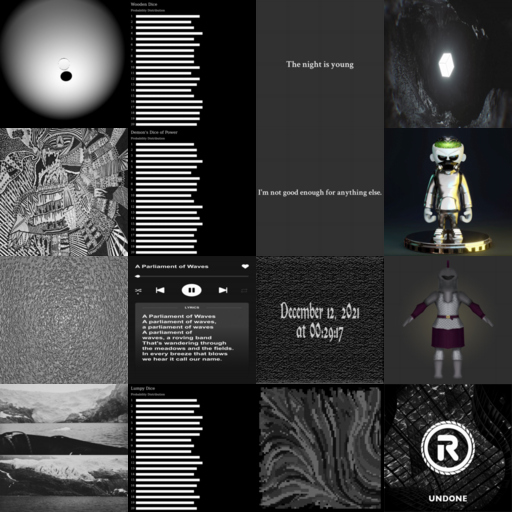 Wooden Dice
Probability Distribution
The night is young
Demon's Dice of Power
Probability Distribution
I'm not good enough for anything else.
A Parliament of Waves
LYRICS
A Parliament of Waves
A Parliament of waves,
a parliament of waves
A parliament of
waves, a roving band
That's wandering through
the meadows and the fields.
In every breeze that blows
we hear it call our name.
December 12, 2021
at 00:29:17
Lumpy Dice
Probability Distribution
R
UNDONE